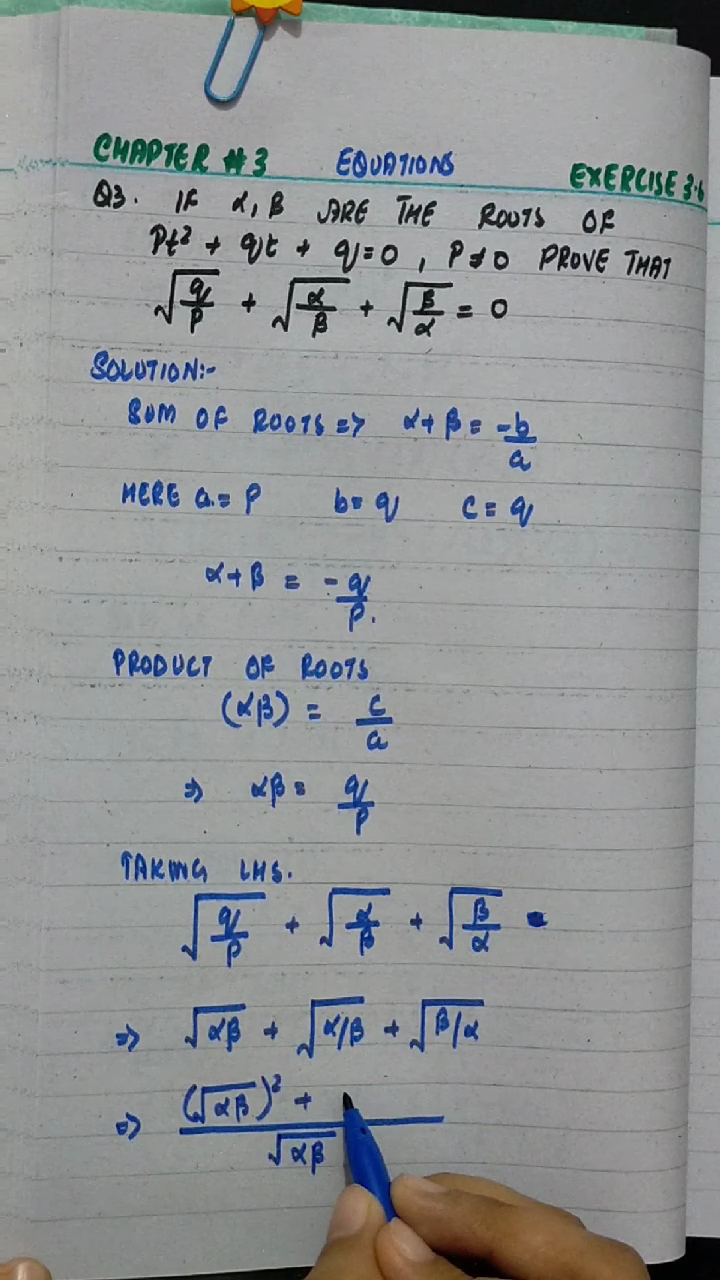 CHAPTER #3 EQUATIONS EXERCISE 3.6
Q3. IF α, β ARE THE ROOTS OF
Pt² + qt + q = 0 , P ≠ 0 PROVE THAT
√(q/P) + √(α/β) + √(β/α) = 0
SOLUTION:-
SUM OF ROOTS => α + β = -b/a
HERE a = P b = q c = q
α + β = -q/P.
PRODUCT OF ROOTS
(αβ) = c/a
=> αβ = q/P
TAKING LHS.
√(q/P) + √(α/β) + √(β/α) =
=> √αβ + √α/β + √β/α
=> ((√αβ)² + )/√αβ